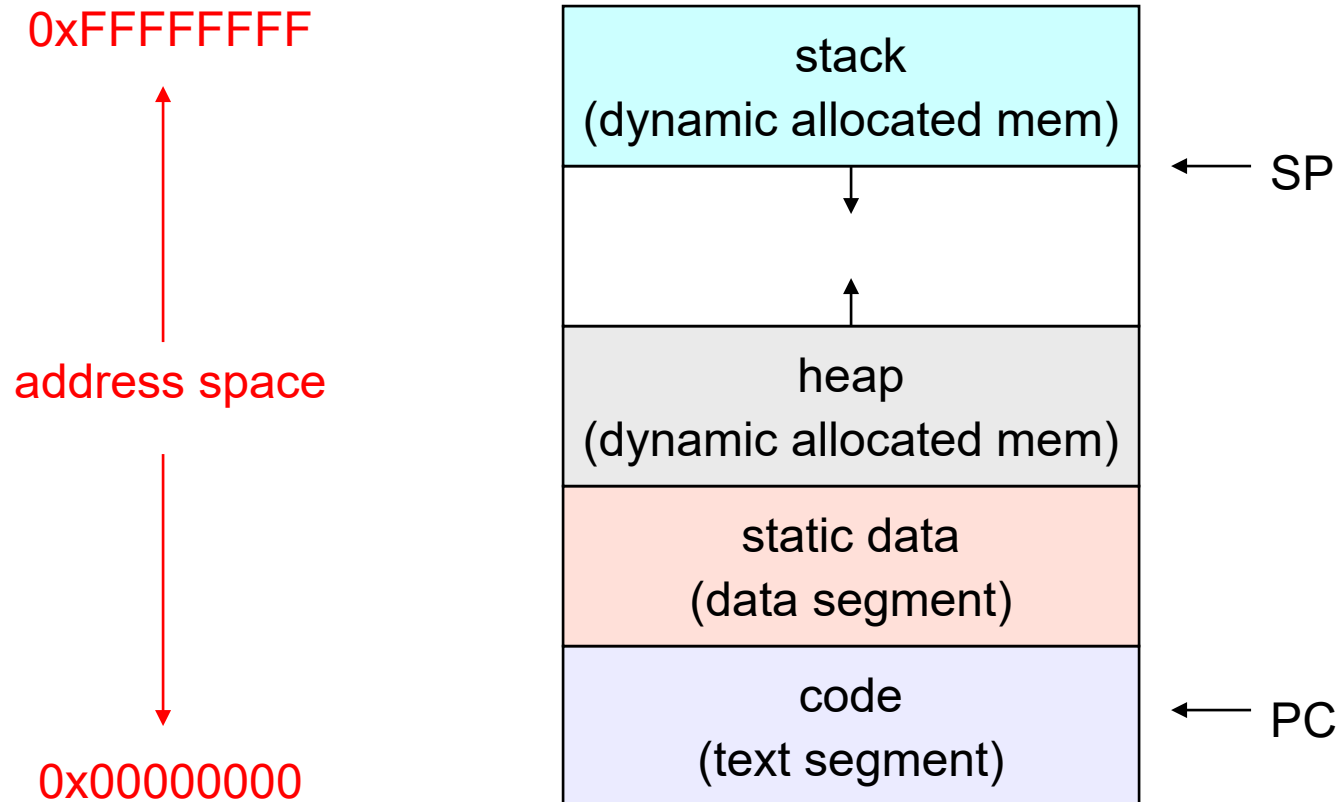 0xFFFFFFFF
stack
(dynamic allocated mem)
SP
address space
heap
(dynamic allocated mem)
static data
(data segment)
code
(text segment)
PC
0x00000000